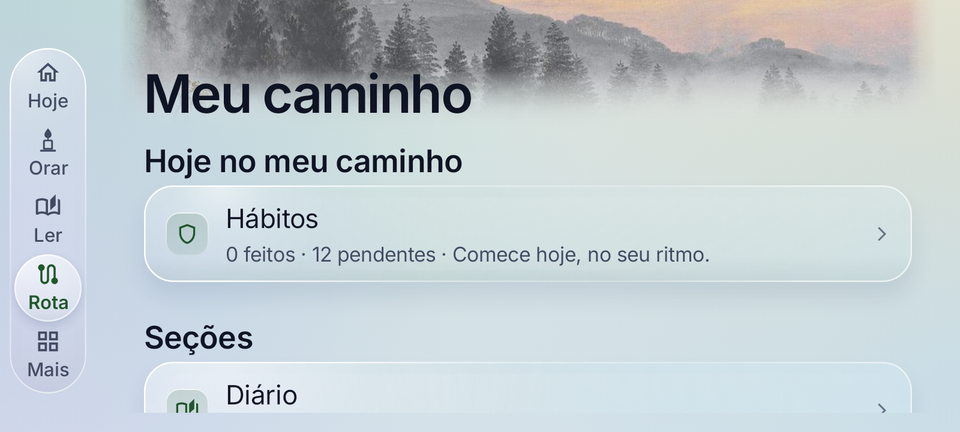 Meu caminho
Hoje no meu caminho
Hábitos
0 feitos · 12 pendentes · Comece hoje, no seu ritmo.
Seções
Diário
Hoje
Orar
Ler
Rota
Mais